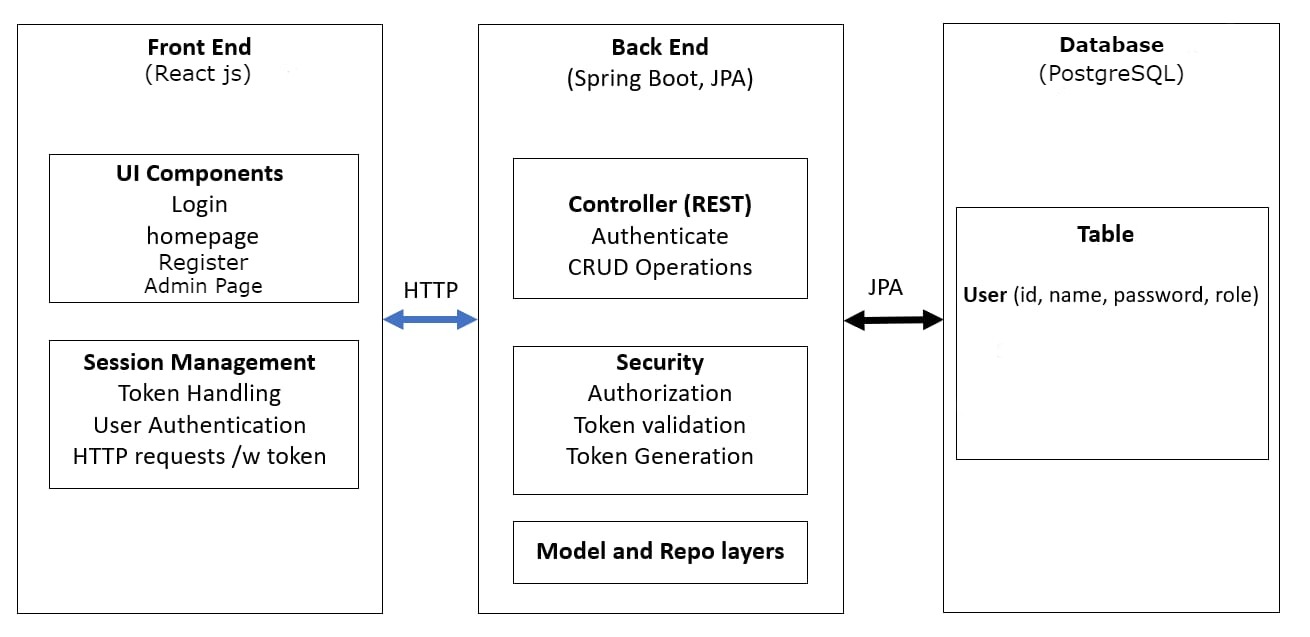 Front End
(React js)
UI Components
Login
homepage
Register
Admin Page
Session Management
Token Handling
User Authentication
HTTP requests /w token
HTTP
Back End
(Spring Boot, JPA)
Controller (REST)
Authenticate
CRUD Operations
Security
Authorization
Token validation
Token Generation
Model and Repo layers
JPA
Database
(PostgreSQL)
Table
User (id, name, password, role)